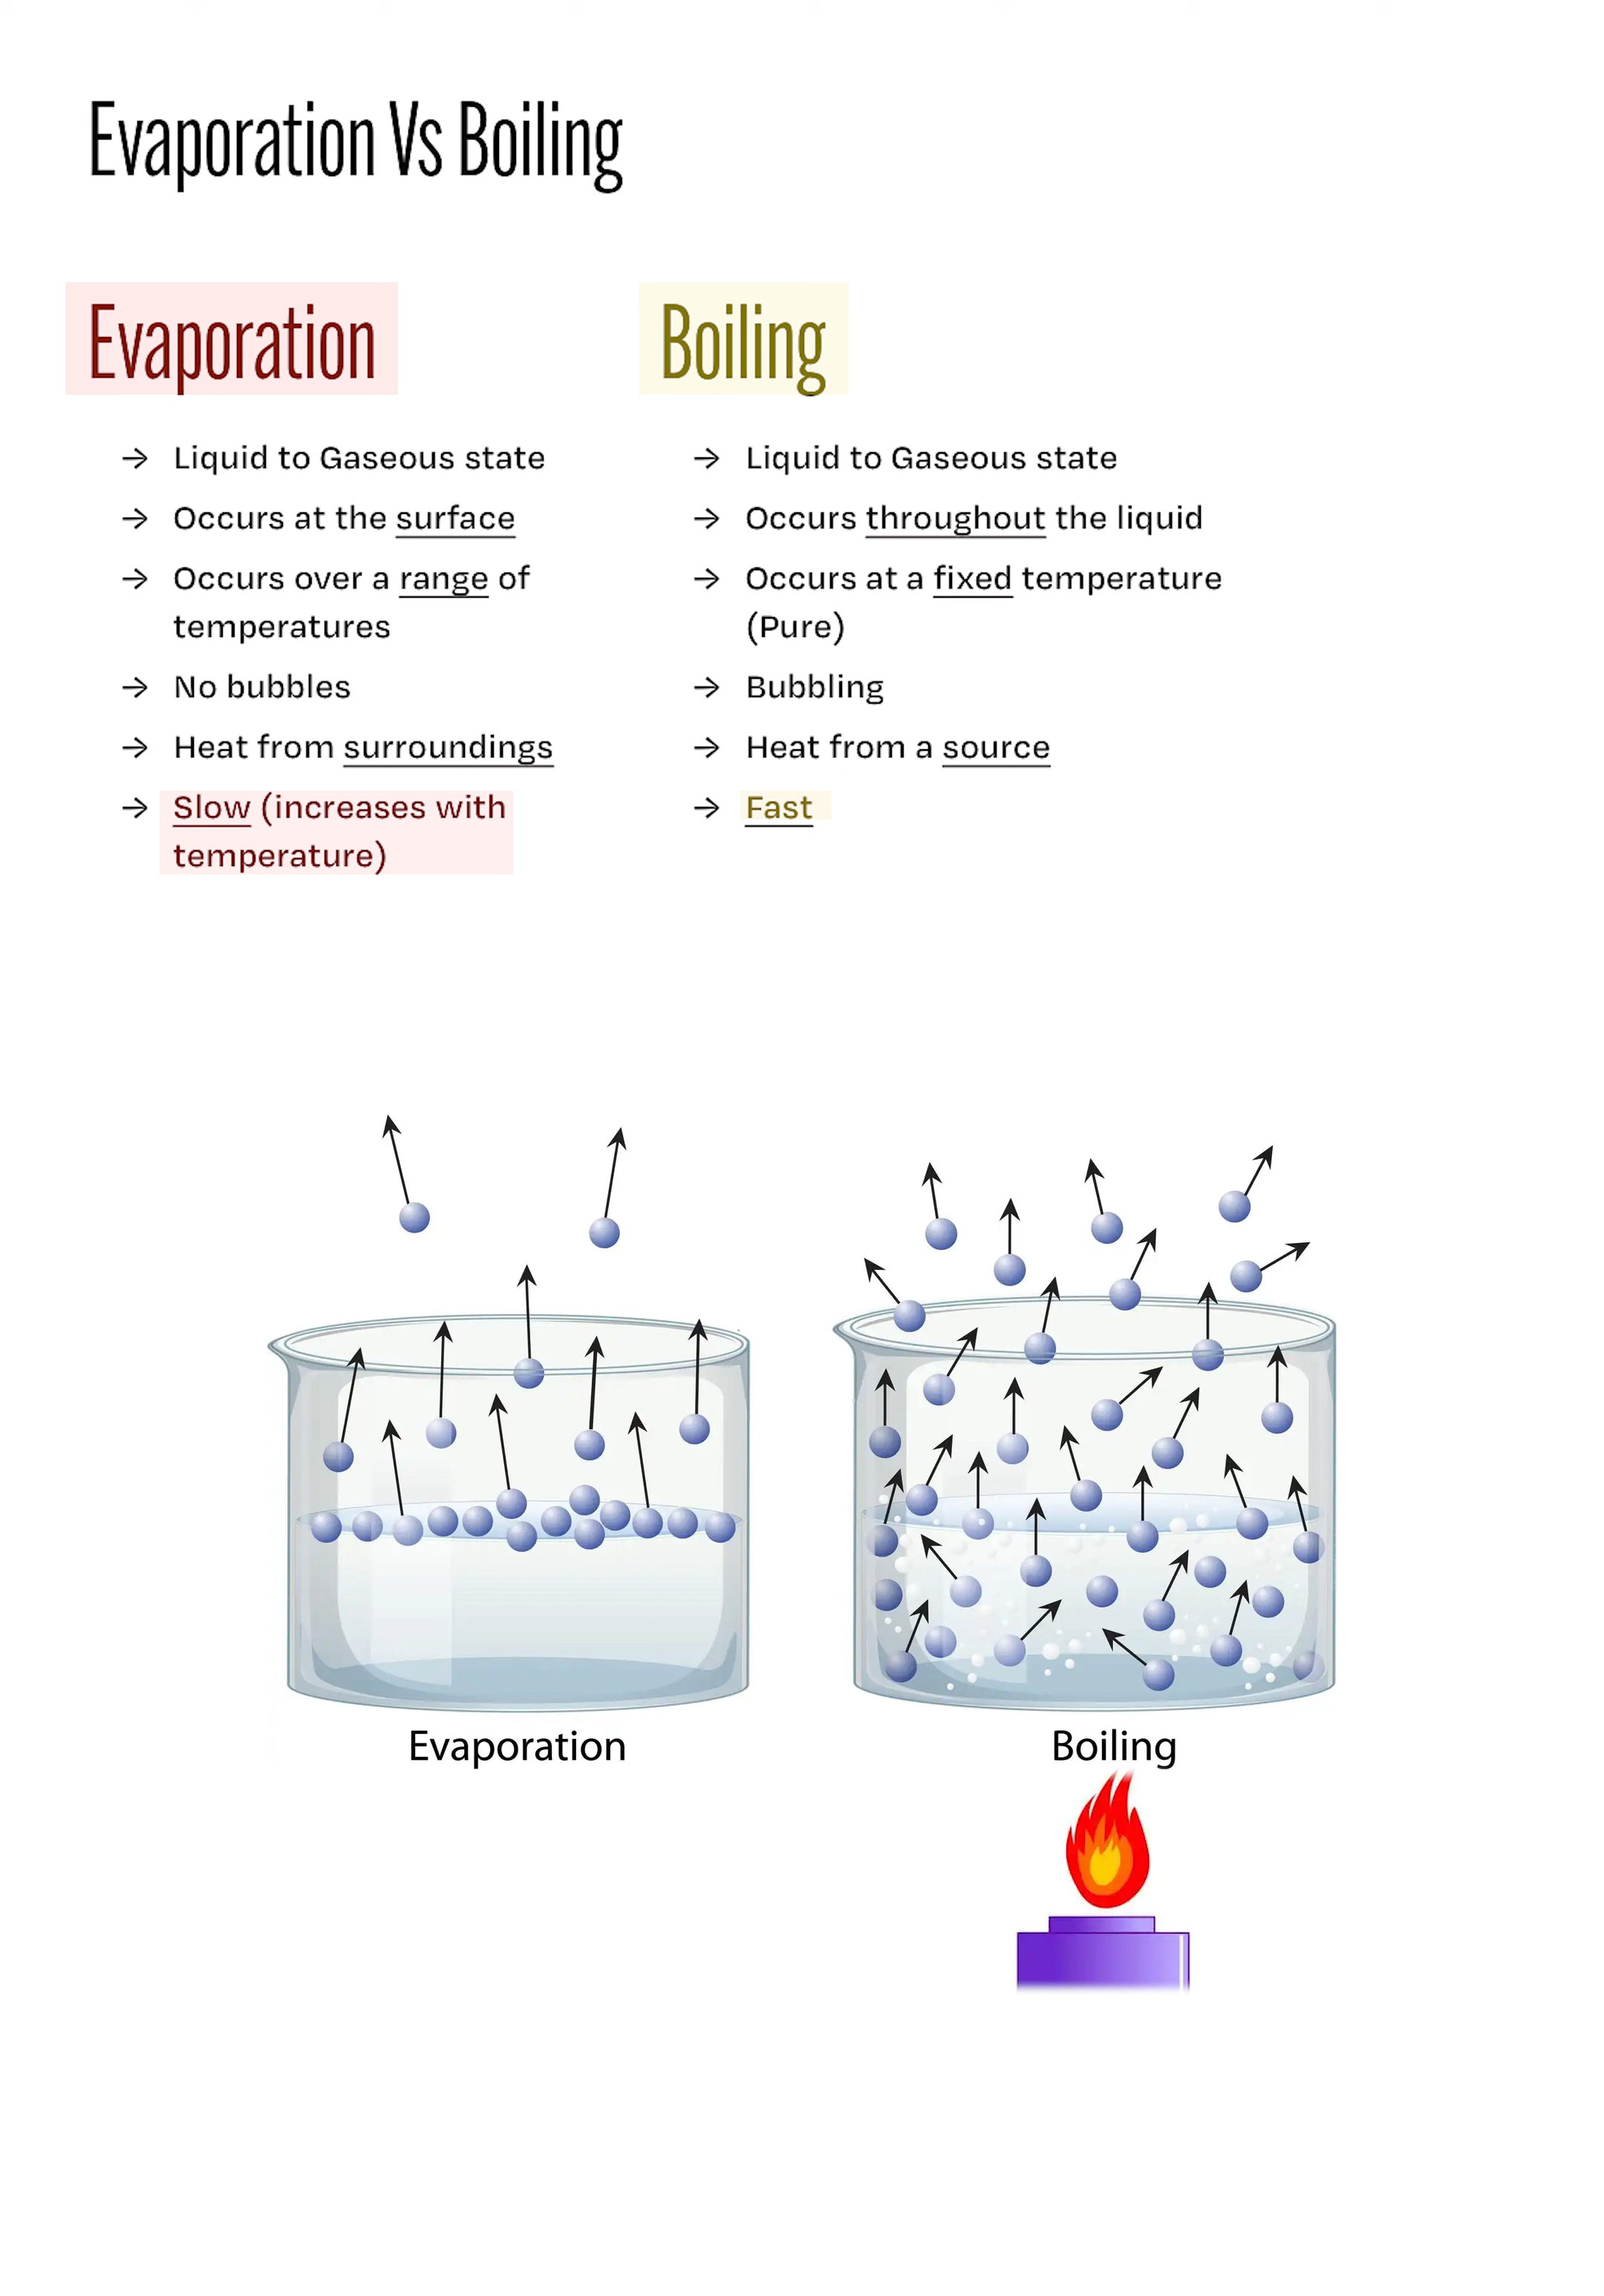 Evaporation Vs Boiling
Evaporation
→ Liquid to Gaseous state
→ Occurs at the surface
→ Occurs over a range of
temperatures
→ No bubbles
→ Heat from surroundings
→ Slow (increases with
temperature)
Boiling
→ Liquid to Gaseous state
→ Occurs throughout the liquid
→ Occurs at a fixed temperature
(Pure)
→ Bubbling
→ Heat from a source
→ Fast
Evaporation
Boiling